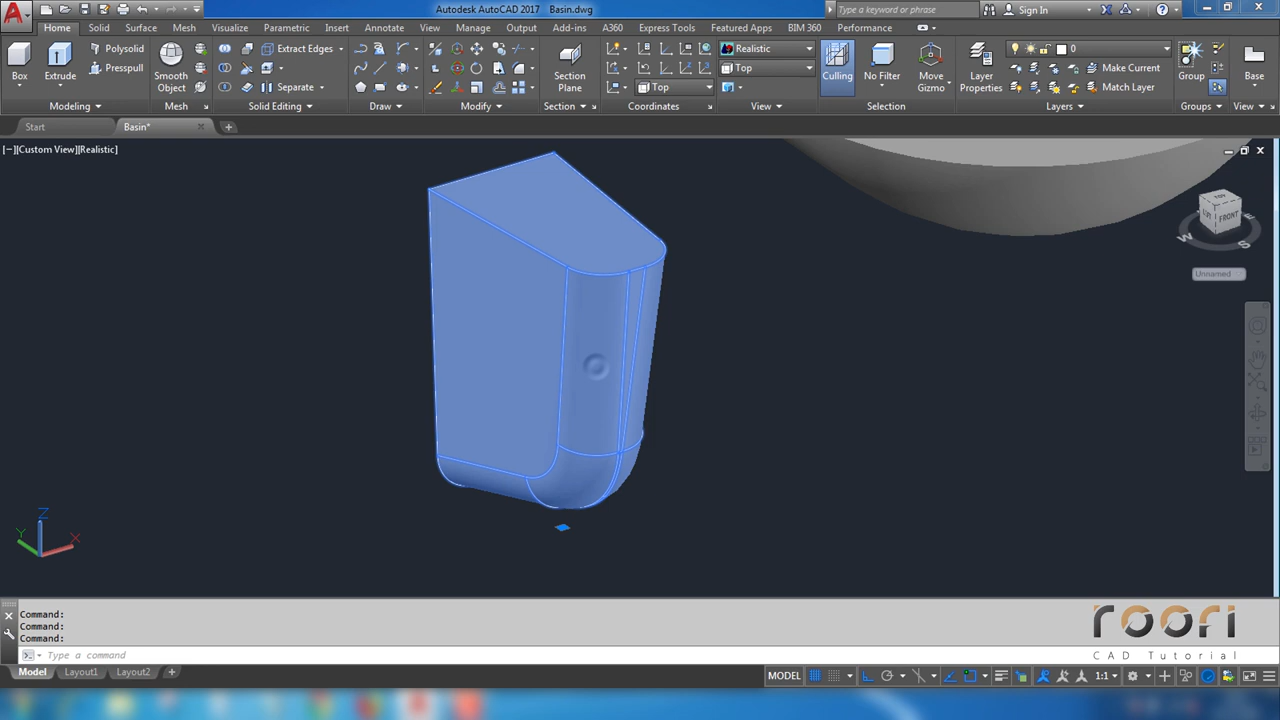 Autodesk AutoCAD 2017 Basin.dwg
Type a keyword or phrase
Sign In
Home Solid Surface Mesh Visualize Parametric Insert Annotate View Manage Output Add-ins A360 Express Tools Featured Apps BIM 360 Performance
Box
Extrude
Polysolid
Presspull
Modeling
Smooth
Object
Mesh
Extract Edges
Separate
Solid Editing
Draw
Modify
Section
Plane
Section
Top
Coordinates
Realistic
Top
View
Culling
No Filter
Move
Gizmo
Selection
Layer
Properties
0
Make Current
Match Layer
Layers
Group
Groups
Base
View
Start
Basin*
[−][Custom View][Realistic]
TOP
FRONT
W
S
E
Unnamed
Z
Y
X
Command:
Command:
Command:
Type a command
roori
CAD Tutorial
Model Layout1 Layout2
MODEL
1:1